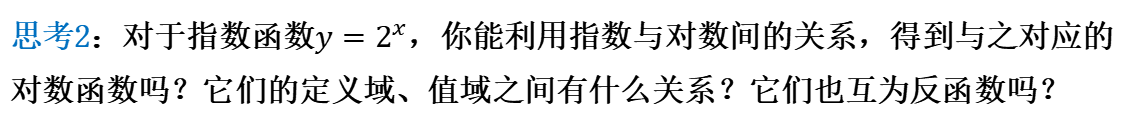 思考2：对于指数函数y = 2ˣ，你能利用指数与对数间的关系，得到与之对应的
对数函数吗？它们的定义域、值域之间有什么关系？它们也互为反函数吗？